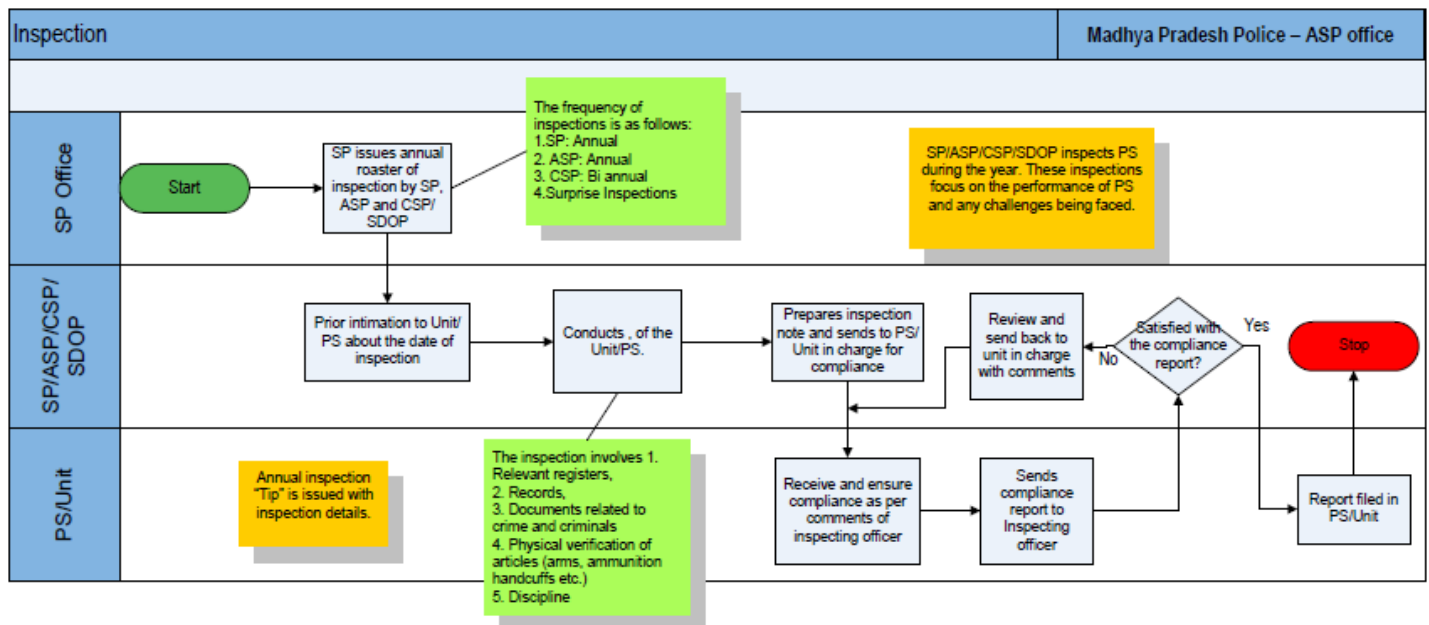 Inspection
Madhya Pradesh Police – ASP office
SP Office
Start
SP issues annual
roaster of
inspection by SP,
ASP and CSP/
SDOP
The frequency of
inspections is as follows:
1.SP: Annual
2. ASP: Annual
3. CSP: Bi annual
4.Surprise Inspections
SP/ASP/CSP/SDOP inspects PS
during the year. These inspections
focus on the performance of PS
and any challenges being faced.
SP/ASP/CSP/
SDOP
Prior intimation to Unit/
PS about the date of
inspection
Conducts , of the
Unit/PS.
Prepares inspection
note and sends to PS/
Unit in charge for
compliance
Review and
send back to
unit in charge
with comments
No
Satisfied with
the compliance
report?
Yes
Stop
PS/Unit
Annual inspection
“Tip” is issued with
inspection details.
The inspection involves 1.
Relevant registers,
2. Records,
3. Documents related to
crime and criminals
4. Physical verification of
articles (arms, ammunition
handcuffs etc.)
5. Discipline
Receive and ensure
compliance as per
comments of
inspecting officer
Sends
compliance
report to
Inspecting
officer
Report filed in
PS/Unit